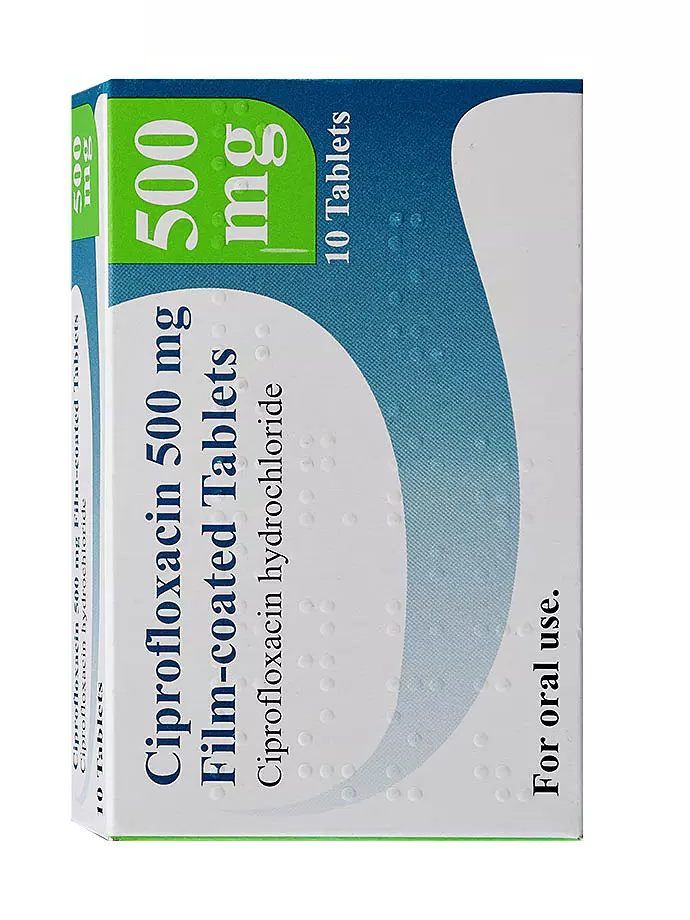 500
mg
10 Tablets
Ciprofloxacin 500 mg
Film-coated Tablets
Ciprofloxacin hydrochloride
For oral use.
500
mg
Ciprofloxacin 500 mg Film-coated Tablets
Ciprofloxacin hydrochloride
10 Tablets